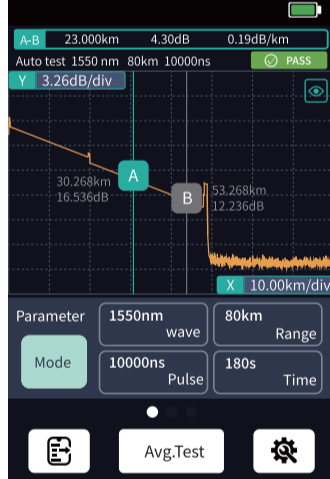 A-B 23.000km 4.30dB 0.19dB/km
Auto test 1550 nm 80km 10000ns PASS
Y 3.26dB/div
A
30.268km
16.536dB
B
53.268km
12.236dB
X 10.00km/div
Parameter
Mode
1550nm
wave
80km
Range
10000ns
Pulse
180s
Time
Avg.Test